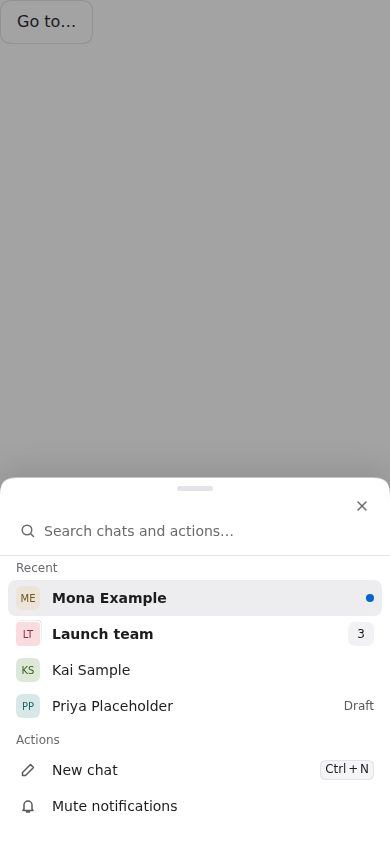 Go to…
Search chats and actions…
Recent
ME Mona Example
LT Launch team 3
KS Kai Sample
PP Priya Placeholder Draft
Actions
New chat Ctrl+N
Mute notifications